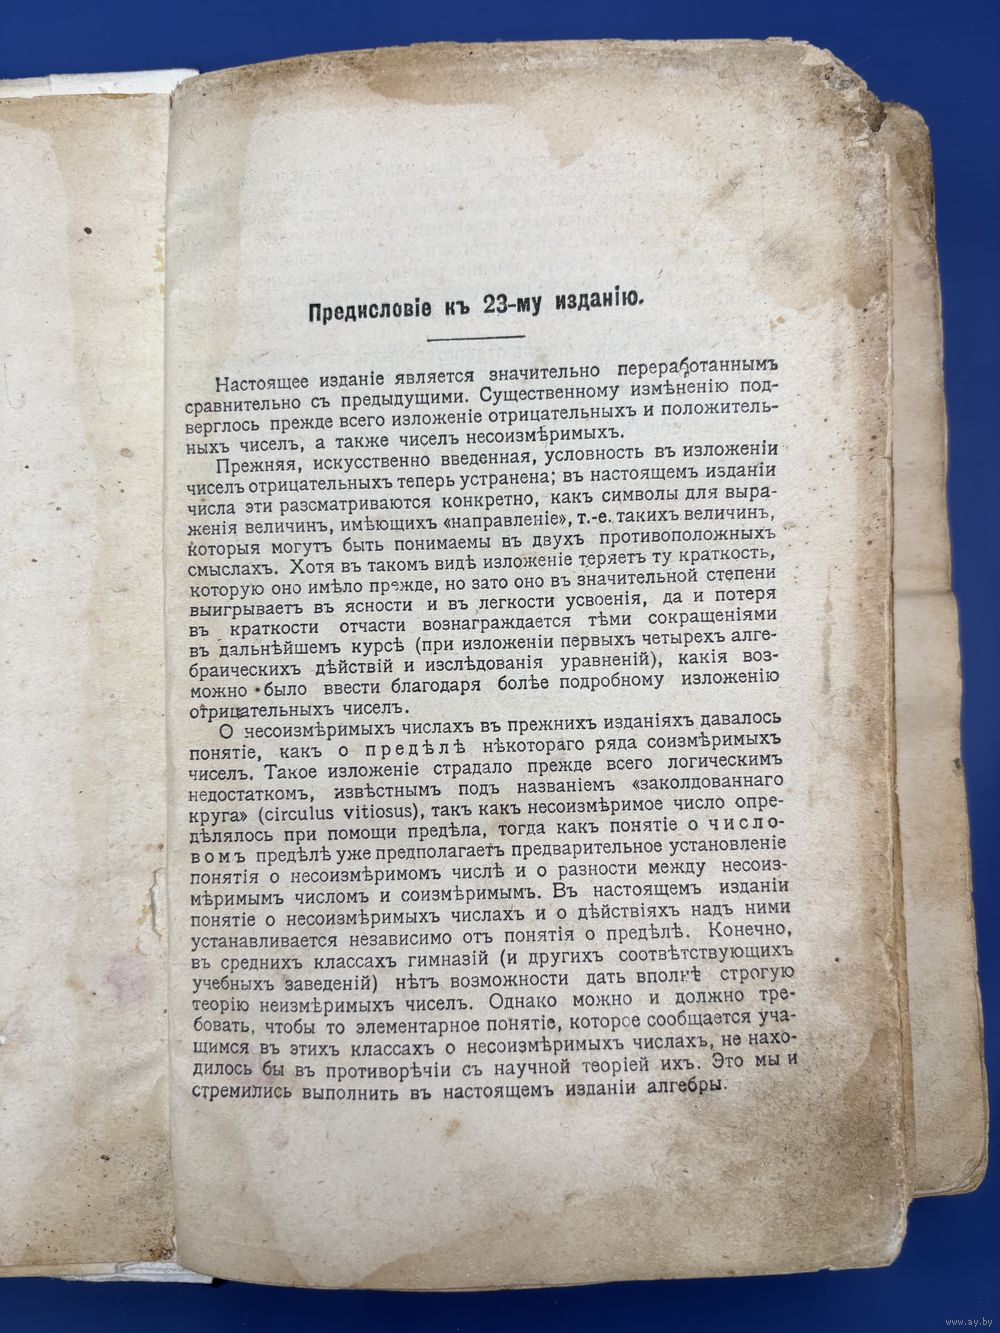 Предисловіе къ 23-му изданію.
Настоящее изданіе является значительно переработаннымъ
сравнительно съ предыдущими. Существенному измѣненію под-
верглось прежде всего изложеніе отрицательныхъ и положитель-
ныхъ чиселъ, а также чиселъ несоизмѣримыхъ.
Прежняя, искусственно введенная, условность въ изложеніи
чиселъ отрицательныхъ теперь устранена; въ настоящемъ изданіи
числа эти разсматриваются конкретно, какъ символы для выра-
женія величинъ, имѣющихъ «направленіе», т.-е. такихъ величинъ,
которыя могутъ быть понимаемы въ двухъ противоположныхъ
смыслахъ. Хотя въ такомъ видѣ изложеніе теряетъ ту краткость,
которую оно имѣло прежде, но зато оно въ значительной степени
выигрываетъ въ ясности и въ легкости усвоенія, да и потеря
въ краткости отчасти вознаграждается тѣми сокращеніями
въ дальнѣйшемъ курсѣ (при изложеніи первыхъ четырехъ алге-
браическихъ дѣйствій и изслѣдованія уравненій), какія воз-
можно было ввести благодаря болѣе подробному изложенію
отрицательныхъ чиселъ.
О несоизмѣримыхъ числахъ въ прежнихъ изданіяхъ давалось
понятіе, какъ о предѣлѣ нѣкотораго ряда соизмѣримыхъ
чиселъ. Такое изложеніе страдало прежде всего логическимъ
недостаткомъ, извѣстнымъ подъ названіемъ «заколдованнаго
круга» (circulus vitiosus), такъ какъ несоизмѣримое число опре-
дѣлялось при помощи предѣла, тогда какъ понятіе о число-
вомъ предѣлѣ уже предполагаетъ предварительное установленіе
понятія о несоизмѣримомъ числѣ и о разности между несоиз-
мѣримымъ числомъ и соизмѣримымъ. Въ настоящемъ изданіи
понятіе о несоизмѣримыхъ числахъ и о дѣйствіяхъ надъ ними
устанавливается независимо отъ понятія о предѣлѣ. Конечно,
въ среднихъ классахъ гимназій (и другихъ соотвѣтствующихъ
учебныхъ заведеній) нѣтъ возможности дать вполнѣ строгую
теорію неизмѣримыхъ чиселъ. Однако можно и должно тре-
бовать, чтобы то элементарное понятіе, которое сообщается уча-
щимся въ этихъ классахъ о несоизмѣримыхъ числахъ, не нахо-
дилось бы въ противорѣчіи съ научной теоріей ихъ. Это мы и
стремились выполнить въ настоящемъ изданіи алгебры.
www.ay.by